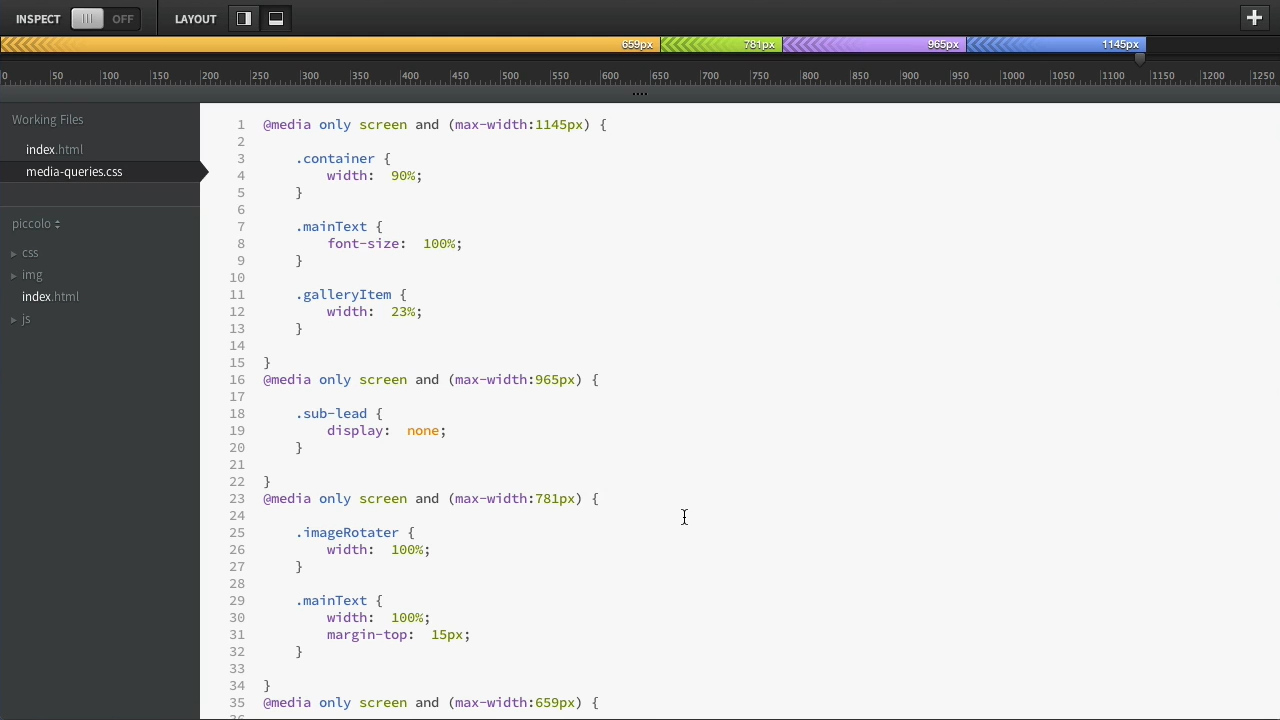 INSPECT OFF LAYOUT
659px 781px 965px 1145px
0 50 100 150 200 250 300 350 400 450 500 550 600 650 700 750 800 850 900 950 1000 1050 1100 1150 1200 1250
Working Files
index.html
media-queries.css
piccolo
css
img
index.html
js
1 @media only screen and (max-width:1145px) {
2
3 .container {
4 width: 90%;
5 }
6
7 .mainText {
8 font-size: 100%;
9 }
10
11 .galleryItem {
12 width: 23%;
13 }
14
15 }
16 @media only screen and (max-width:965px) {
17
18 .sub-lead {
19 display: none;
20 }
21
22 }
23 @media only screen and (max-width:781px) {
24
25 .imageRotater {
26 width: 100%;
27 }
28
29 .mainText {
30 width: 100%;
31 margin-top: 15px;
32 }
33
34 }
35 @media only screen and (max-width:659px) {